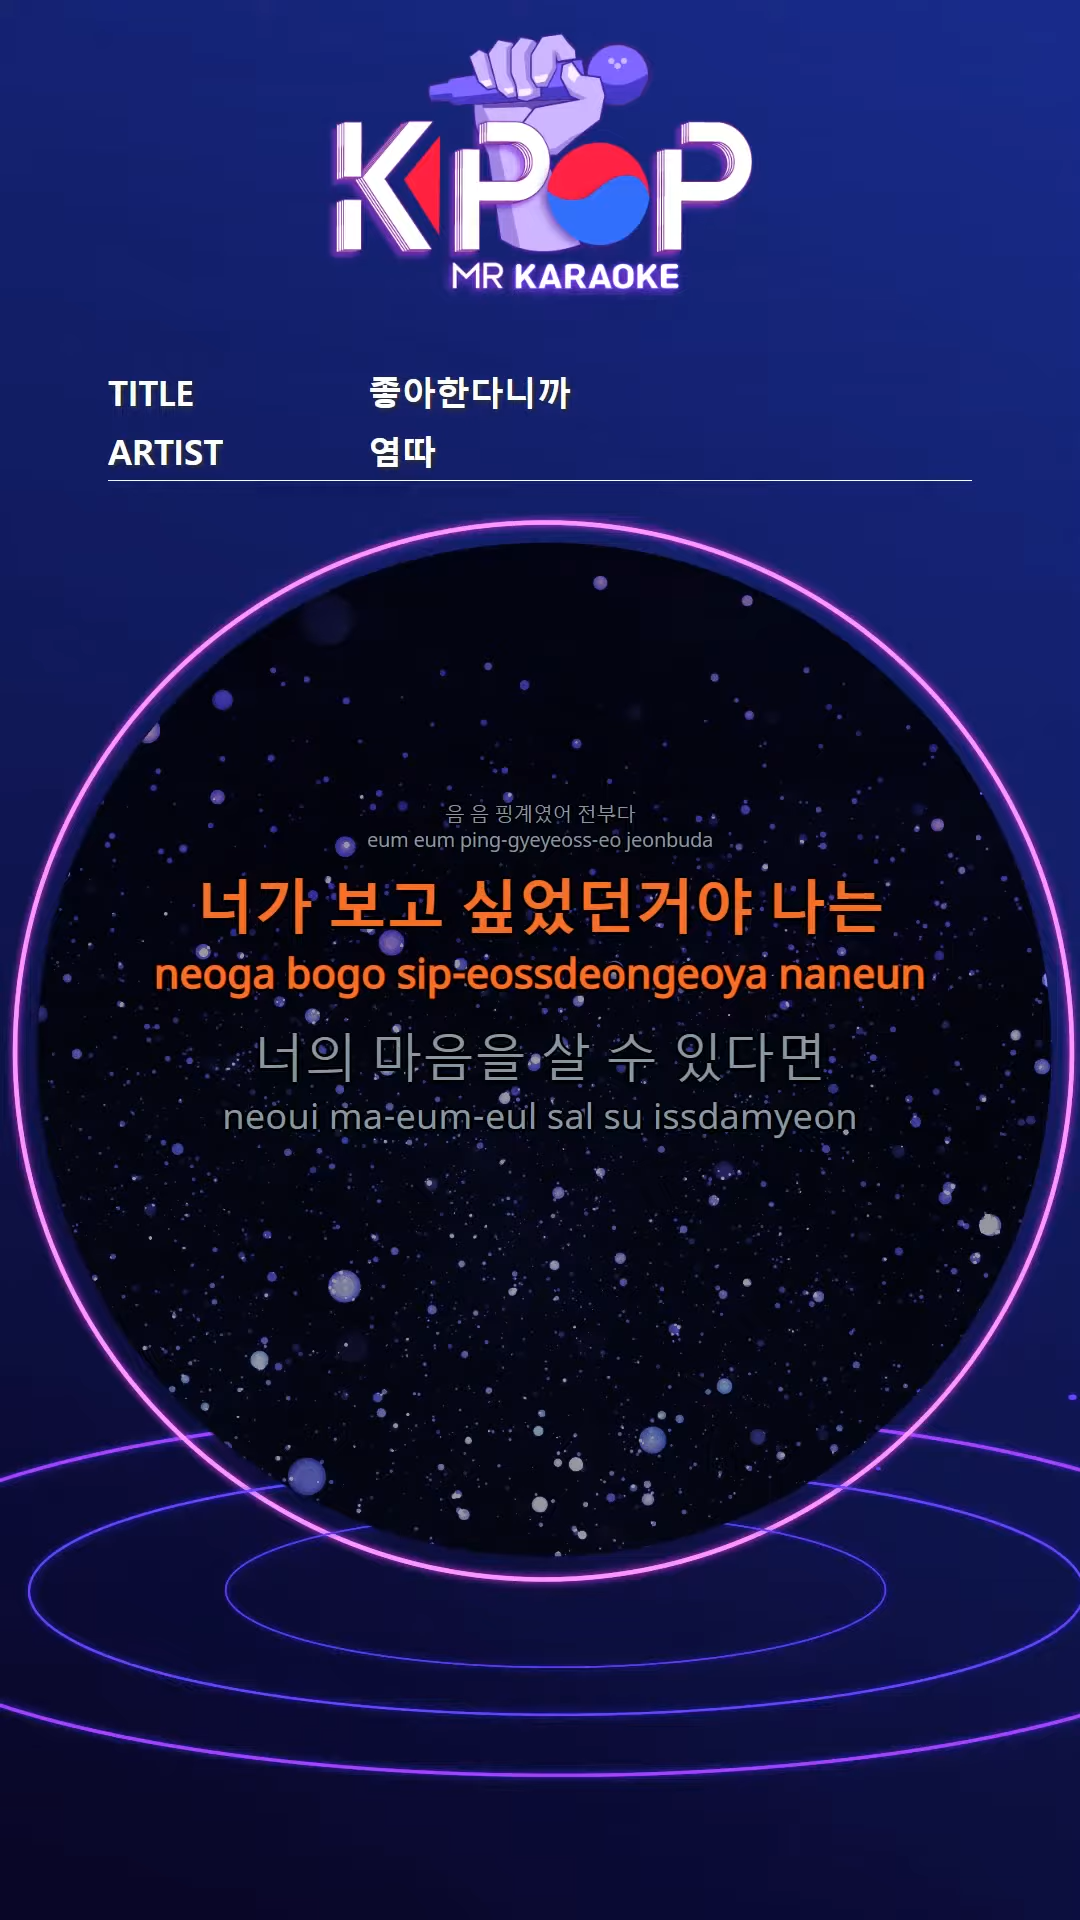 KPOP
MR KARAOKE
TITLE 좋아한다니까
ARTIST 염따
음 음 핑계였어 전부다
eum eum ping-gyeyeoss-eo jeonbuda
너가 보고 싶었던거야 나는
neoga bogo sip-eossdeongeoya naneun
너의 마음을 살 수 있다면
neoui ma-eum-eul sal su issdamyeon